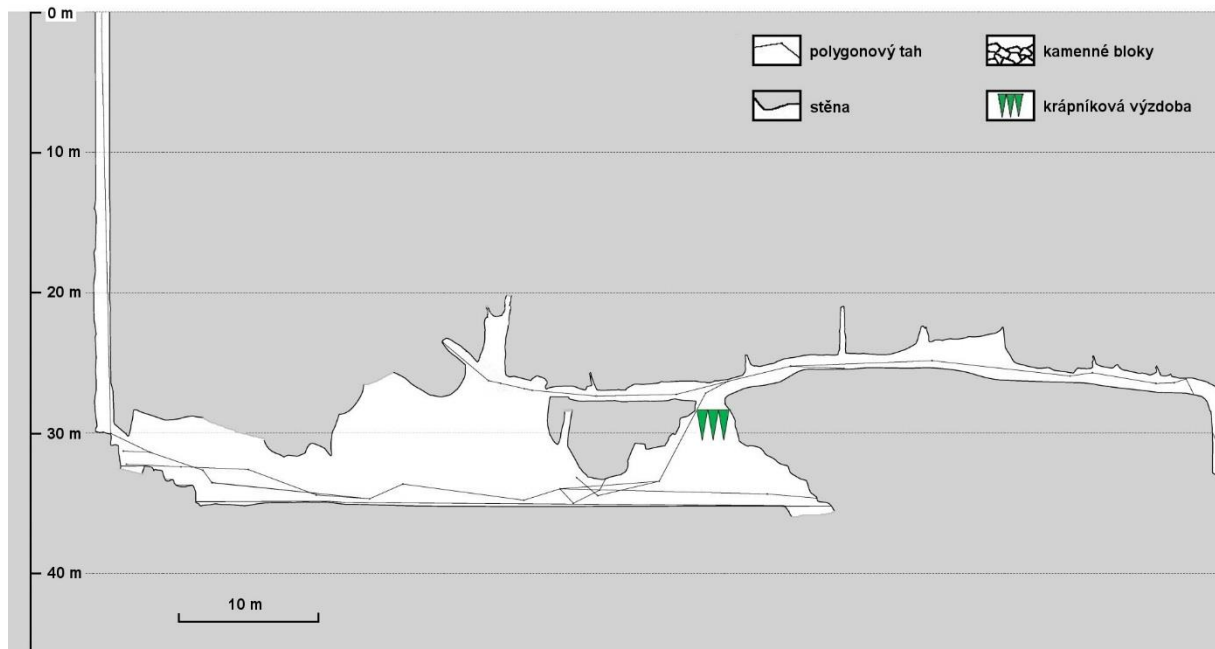 0 m
polygonový tah
kamenné bloky
stěna
krápníková výzdoba
10 m
20 m
30 m
40 m
10 m